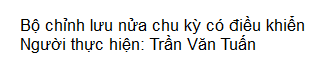 Bộ chỉnh lưu nửa chu kỳ có điều khiển
Người thực hiện: Trần Văn Tuấn